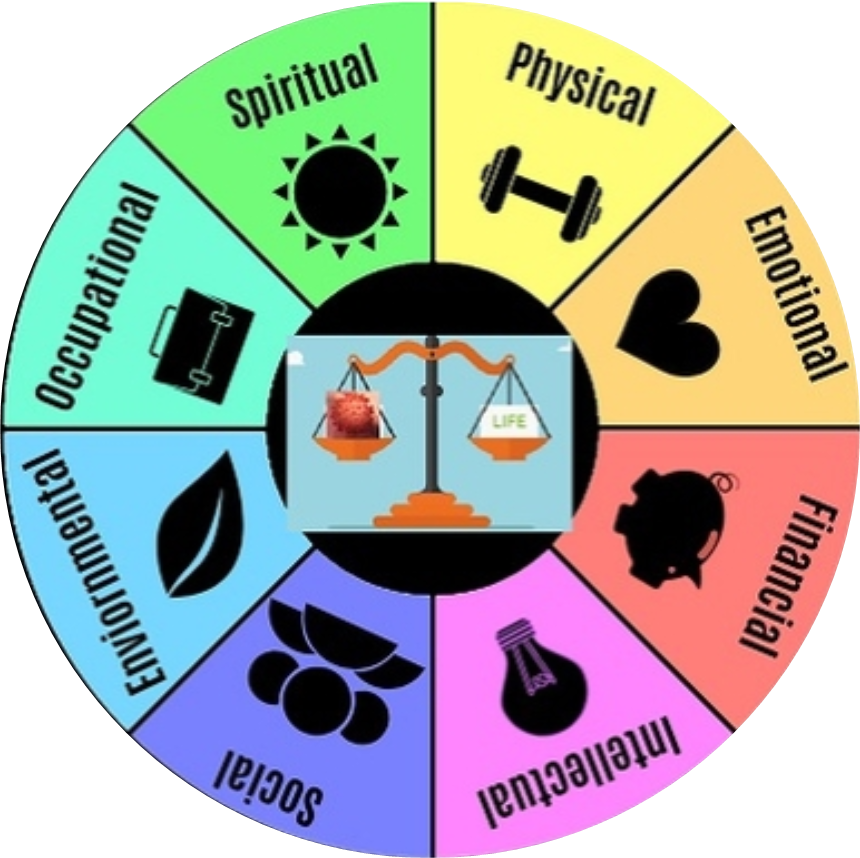 Spiritual
Physical
Emotional
Financial
Intellectual
Social
Enviornmental
Occupational
LIFE